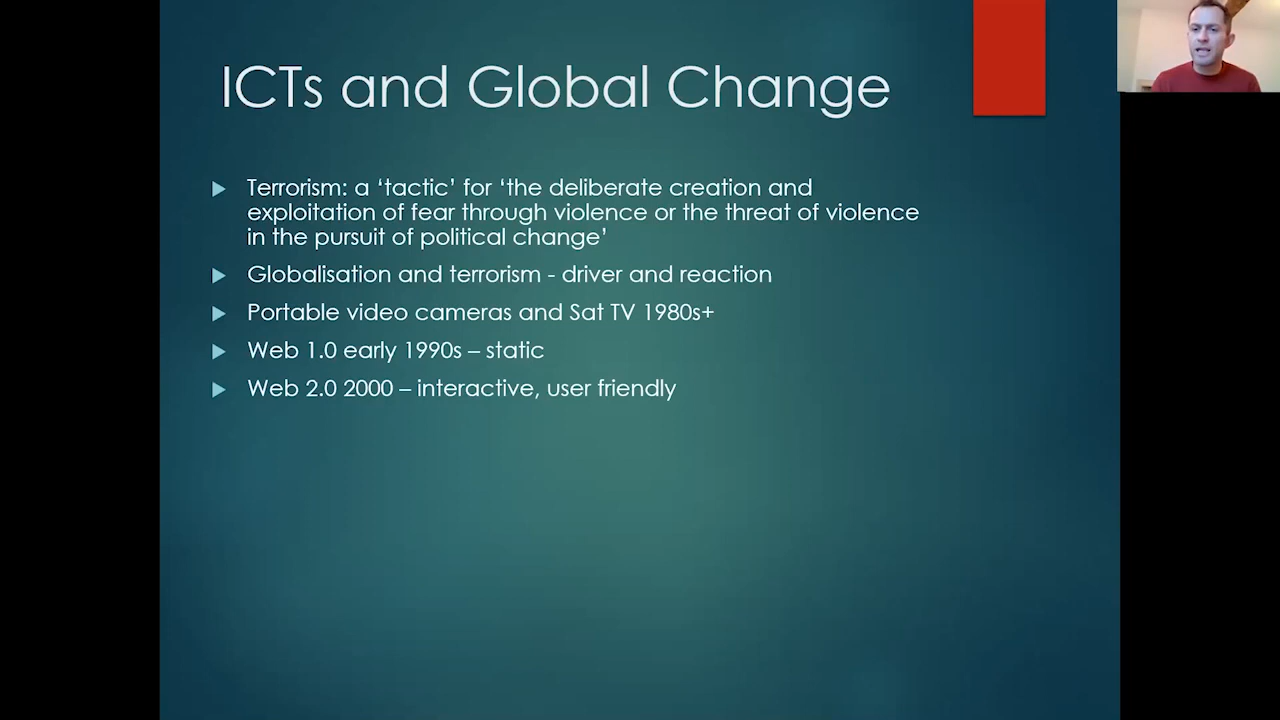 ICTs and Global Change
Terrorism: a ‘tactic’ for ‘the deliberate creation and
exploitation of fear through violence or the threat of violence
in the pursuit of political change’
Globalisation and terrorism - driver and reaction
Portable video cameras and Sat TV 1980s+
Web 1.0 early 1990s – static
Web 2.0 2000 – interactive, user friendly